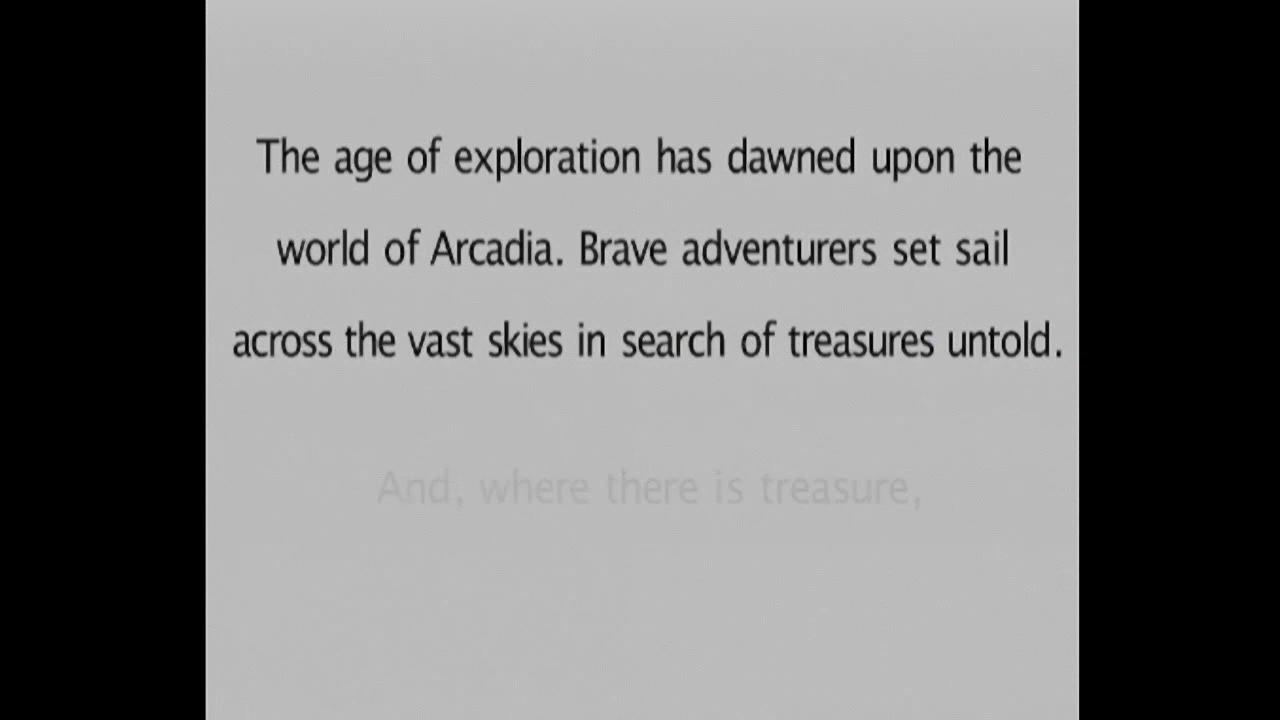 The age of exploration has dawned upon the
world of Arcadia. Brave adventurers set sail
across the vast skies in search of treasures untold.
And, where there is treasure,